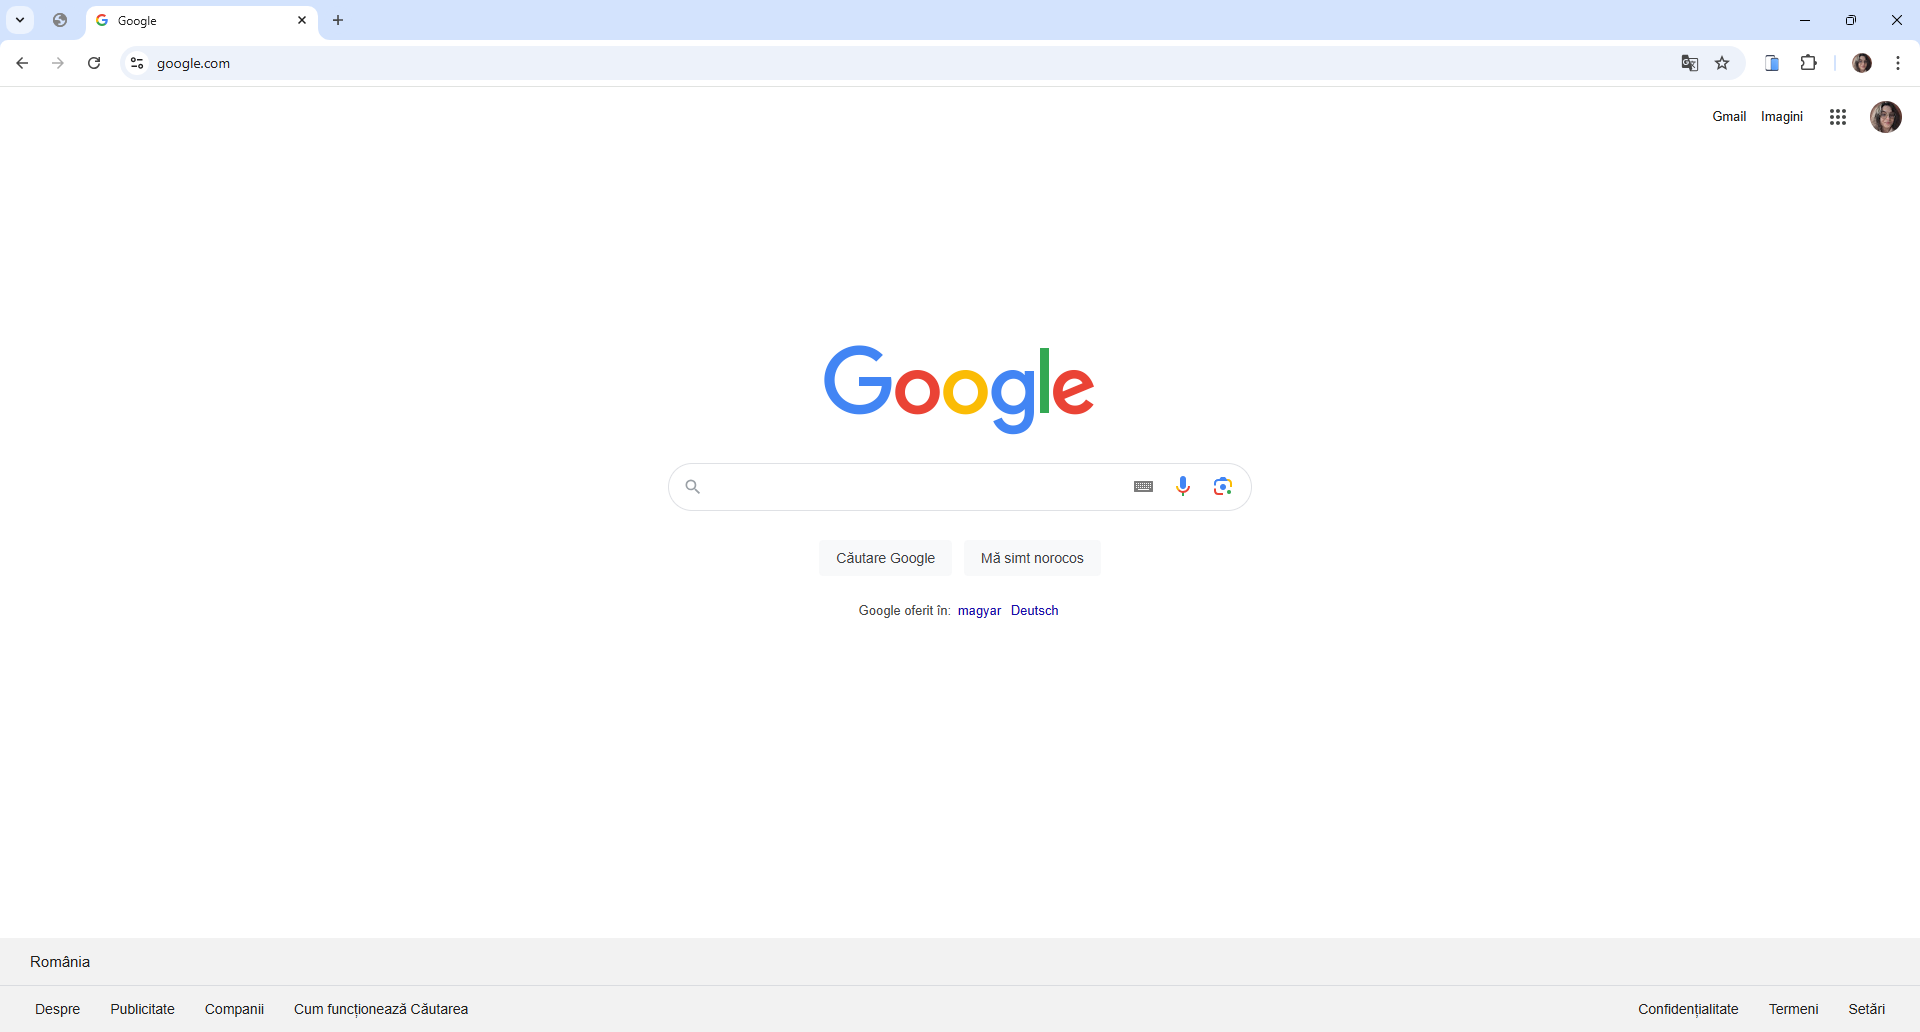 Google
google.com
Gmail Imagini
Google
Căutare Google Mă simt norocos
Google oferit în: magyar Deutsch
România
Despre Publicitate Companii Cum funcționează Căutarea Confidențialitate Termeni Setări